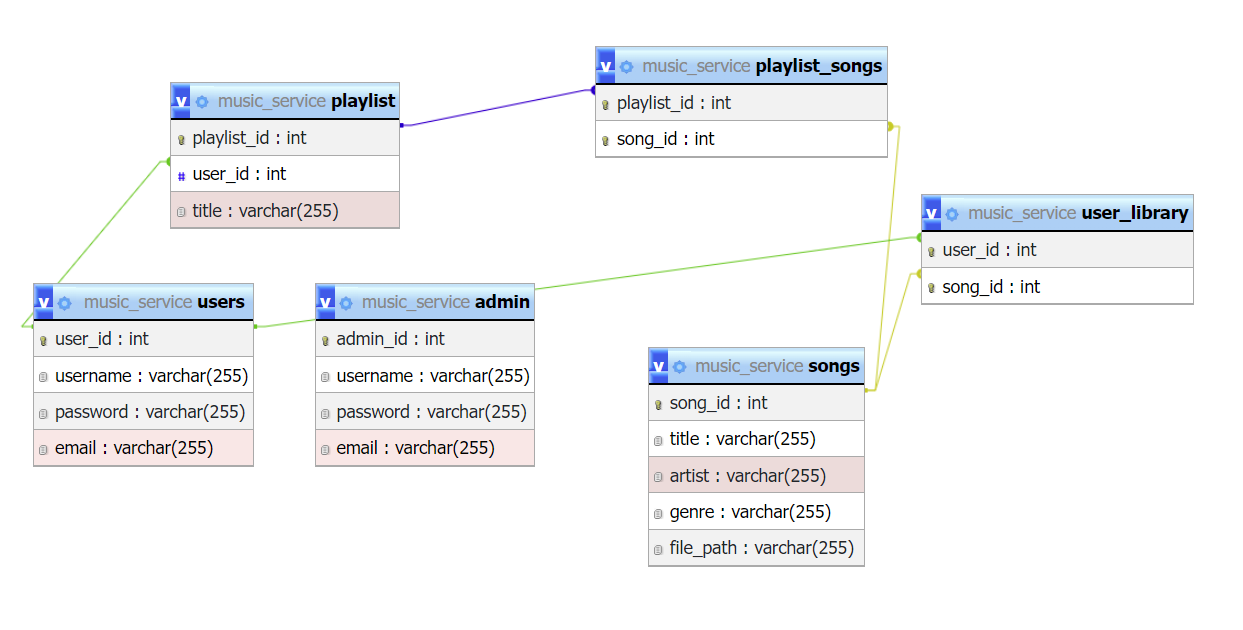 v music_service playlist
playlist_id : int
# user_id : int
title : varchar(255)
v music_service playlist_songs
playlist_id : int
song_id : int
v music_service user_library
user_id : int
song_id : int
v music_service users
user_id : int
username : varchar(255)
password : varchar(255)
email : varchar(255)
v music_service admin
admin_id : int
username : varchar(255)
password : varchar(255)
email : varchar(255)
v music_service songs
song_id : int
title : varchar(255)
artist : varchar(255)
genre : varchar(255)
file_path : varchar(255)